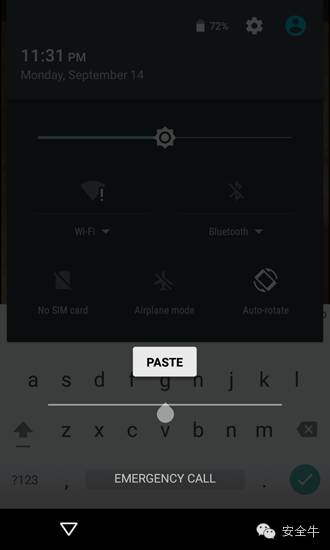 72%
11:31 PM
Monday, September 14
Wi-Fi
Bluetooth
No SIM card
Airplane mode
Auto-rotate
PASTE
a s d f g h j k l
z x c v b n m
?123 , EMERGENCY CALL .
安全牛